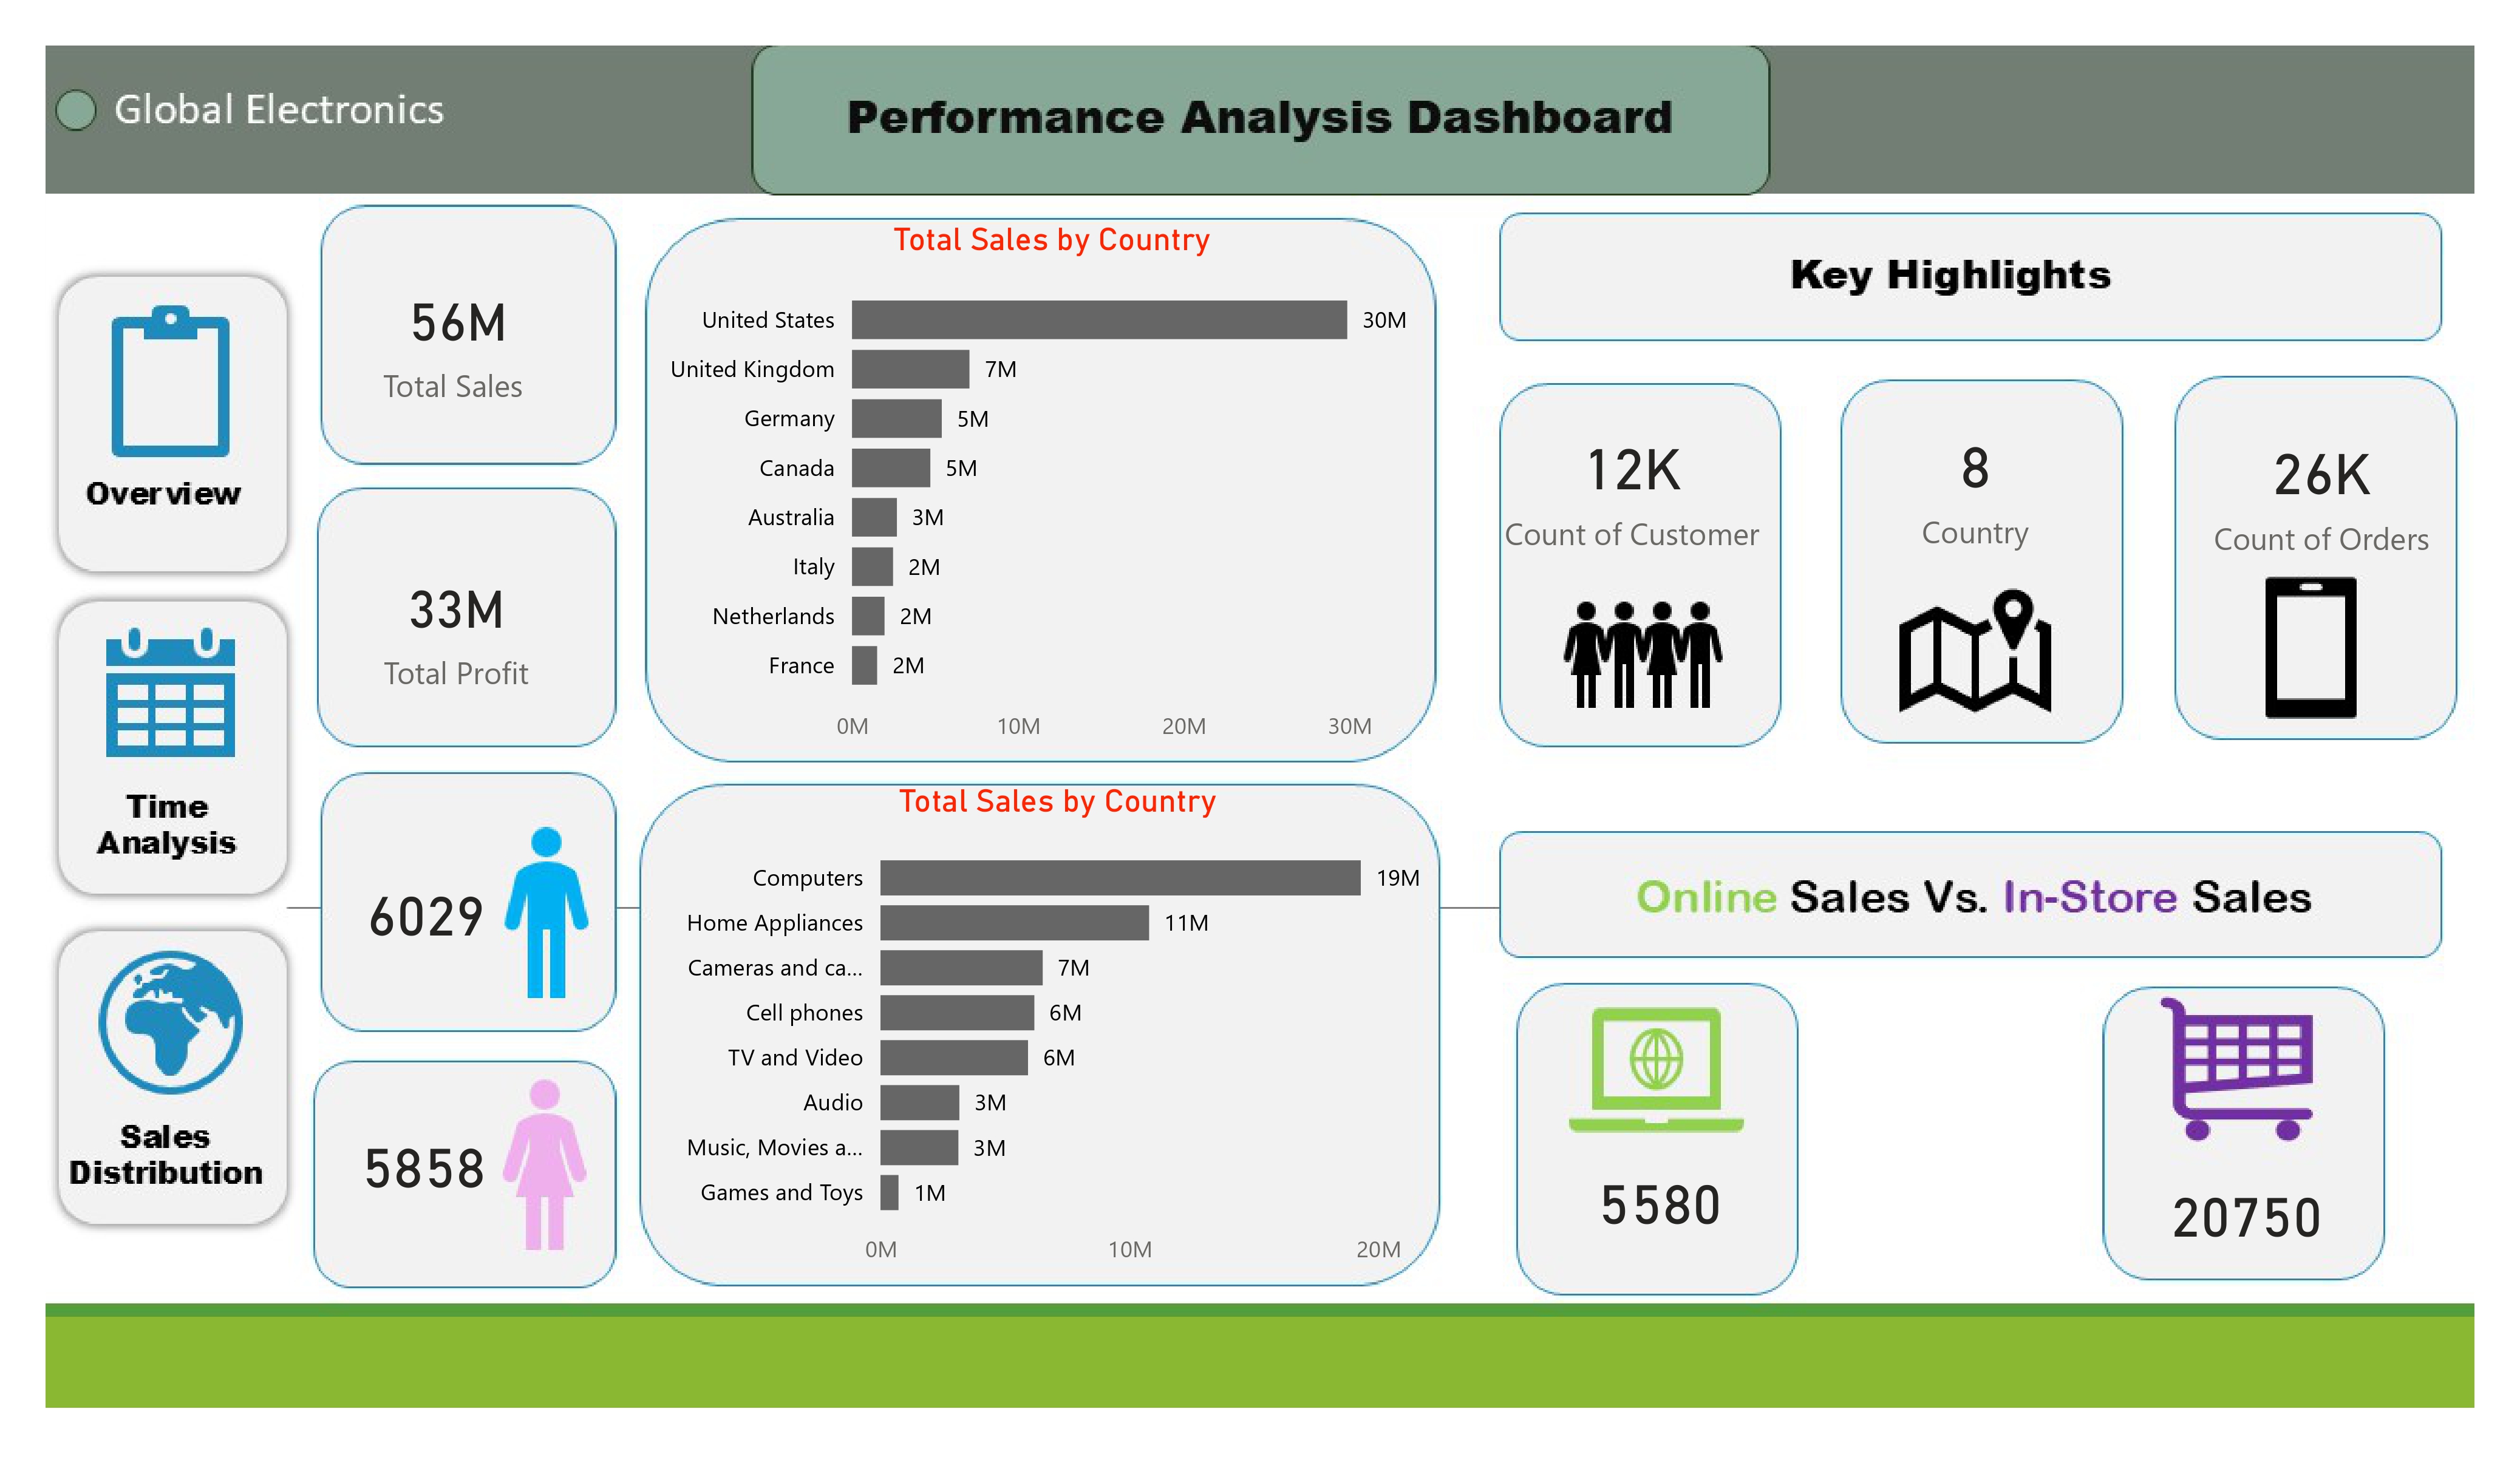 Global Electronics
Performance Analysis Dashboard
Overview
Time
Analysis
Sales
Distribution
56M
Total Sales
33M
Total Profit
6029
5858
Total Sales by Country
United States 30M
United Kingdom 7M
Germany 5M
Canada 5M
Australia 3M
Italy 2M
Netherlands 2M
France 2M
0M 10M 20M 30M
Total Sales by Country
Computers 19M
Home Appliances 11M
Cameras and ca... 7M
Cell phones 6M
TV and Video 6M
Audio 3M
Music, Movies a... 3M
Games and Toys 1M
0M 10M 20M
Key Highlights
12K
Count of Customer
8
Country
26K
Count of Orders
Online Sales Vs. In-Store Sales
5580
20750